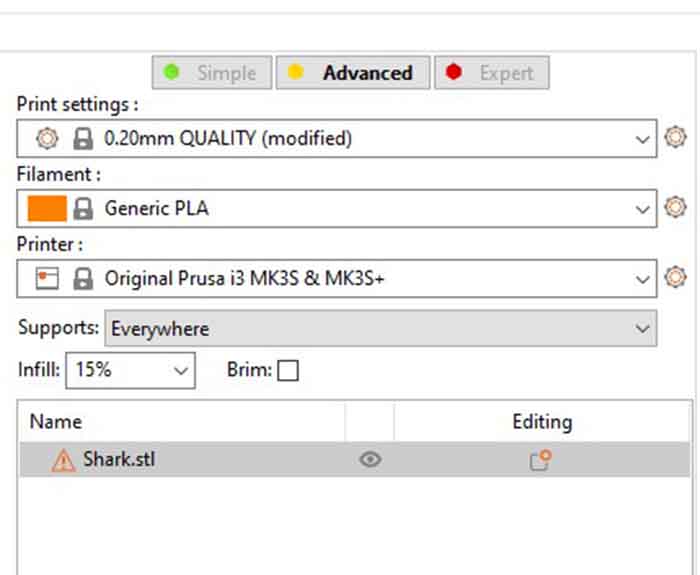 Simple Advanced Expert
Print settings :
0.20mm QUALITY (modified)
Filament :
Generic PLA
Printer :
Original Prusa i3 MK3S & MK3S+
Supports: Everywhere
Infill: 15% Brim:
Name Editing
Shark.stl